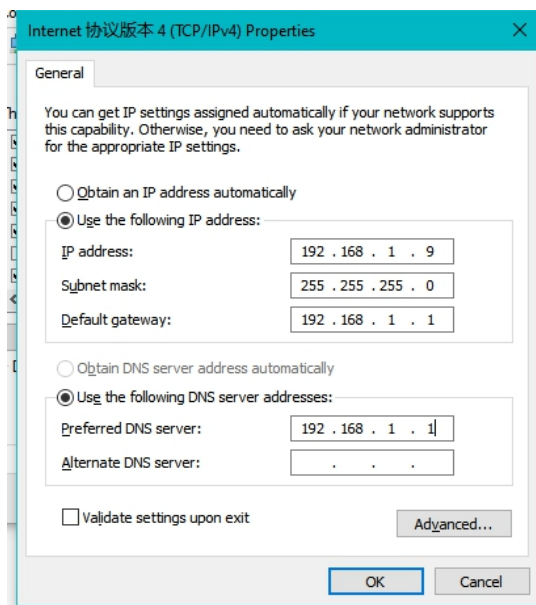 Internet 协议版本 4 (TCP/IPv4) Properties
General
You can get IP settings assigned automatically if your network supports
this capability. Otherwise, you need to ask your network administrator
for the appropriate IP settings.
Obtain an IP address automatically
Use the following IP address:
IP address:
192 . 168 . 1 . 9
Subnet mask:
255 . 255 . 255 . 0
Default gateway:
192 . 168 . 1 . 1
Obtain DNS server address automatically
Use the following DNS server addresses:
Preferred DNS server:
192 . 168 . 1 . 1
Alternate DNS server:
. . .
Validate settings upon exit
Advanced...
OK
Cancel